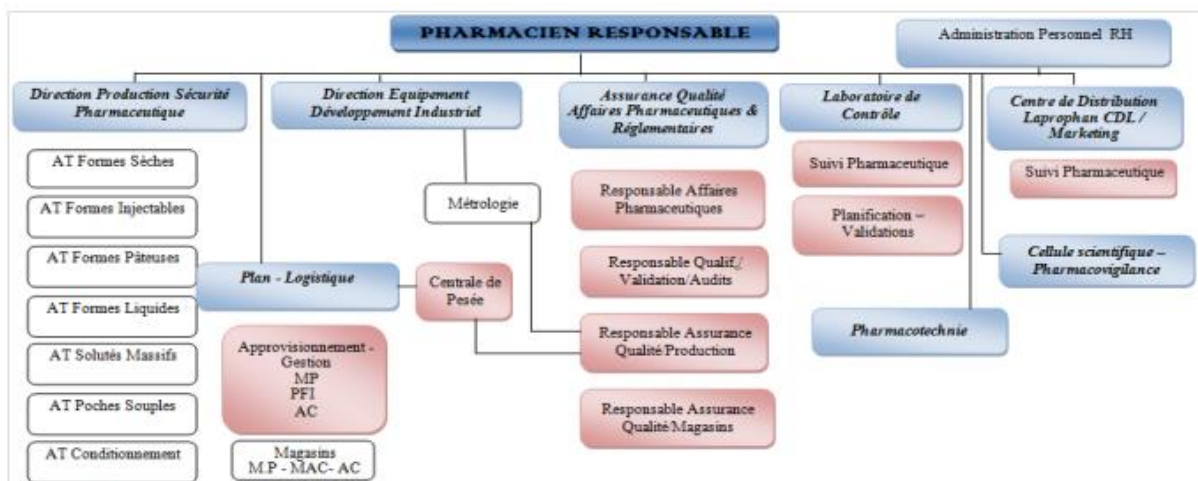 PHARMACIEN RESPONSABLE
Administration Personnel RH
Direction Production Sécurité
Pharmaceutique
Direction Equipement
Développement Industriel
Assurance Qualité
Affaires Pharmaceutiques &
Réglementaires
Laboratoire de
Contrôle
Centre de Distribution
Laprophan CDL /
Marketing
AT Formes Sèches
AT Formes Injectables
AT Formes Pâteuses
AT Formes Liquides
AT Solutés Massifs
AT Poches Souples
AT Conditionnement
Plan - Logistique
Approvisionnement -
Gestion
MP
PFI
AC
Magasins
M.P - MAC- AC
Métrologie
Centrale de
Pesée
Responsable Affaires
Pharmaceutiques
Responsable Qualif./
Validation/Audits
Responsable Assurance
Qualité/Production
Responsable Assurance
Qualité/Magasins
Suivi Pharmaceutique
Planification –
Validations
Pharmacotechnie
Suivi Pharmaceutique
Cellule scientifique –
Pharmacovigilance